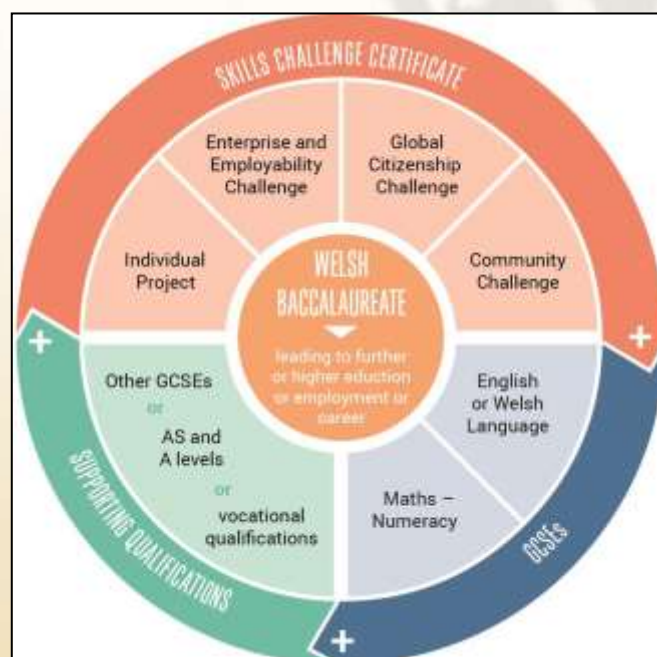 SKILLS CHALLENGE CERTIFICATE
Enterprise and
Employability
Challenge
Global
Citizenship
Challenge
Individual
Project
Community
Challenge
WELSH
BACCALAUREATE
leading to further
or higher eduction
or employment or
career
+
+
Other GCSEs
or
AS and
A levels
or
vocational
qualifications
English
or Welsh
Language
Maths –
Numeracy
SUPPORTING QUALIFICATIONS
GCSEs
+